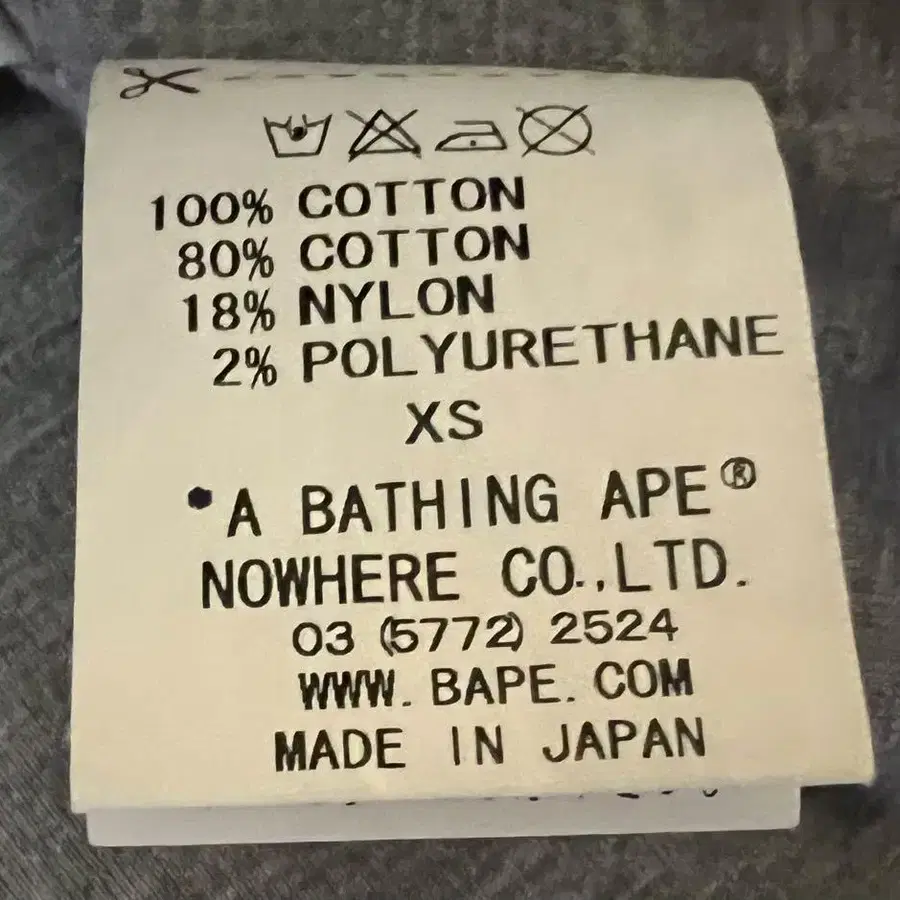 100% COTTON
80% COTTON
18% NYLON
2% POLYURETHANE
XS
*A BATHING APE®
NOWHERE CO.,LTD.
03 (5772) 2524
WWW.BAPE.COM
MADE IN JAPAN